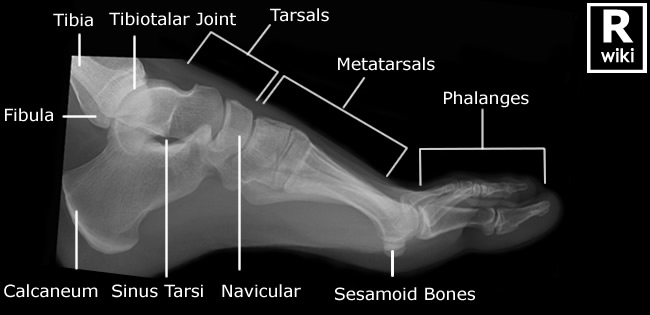 Tarsals
R
wiki
Tibia
Tibiotalar Joint
Metatarsals
Phalanges
Fibula
Calcaneum
Sinus Tarsi
Navicular
Sesamoid Bones